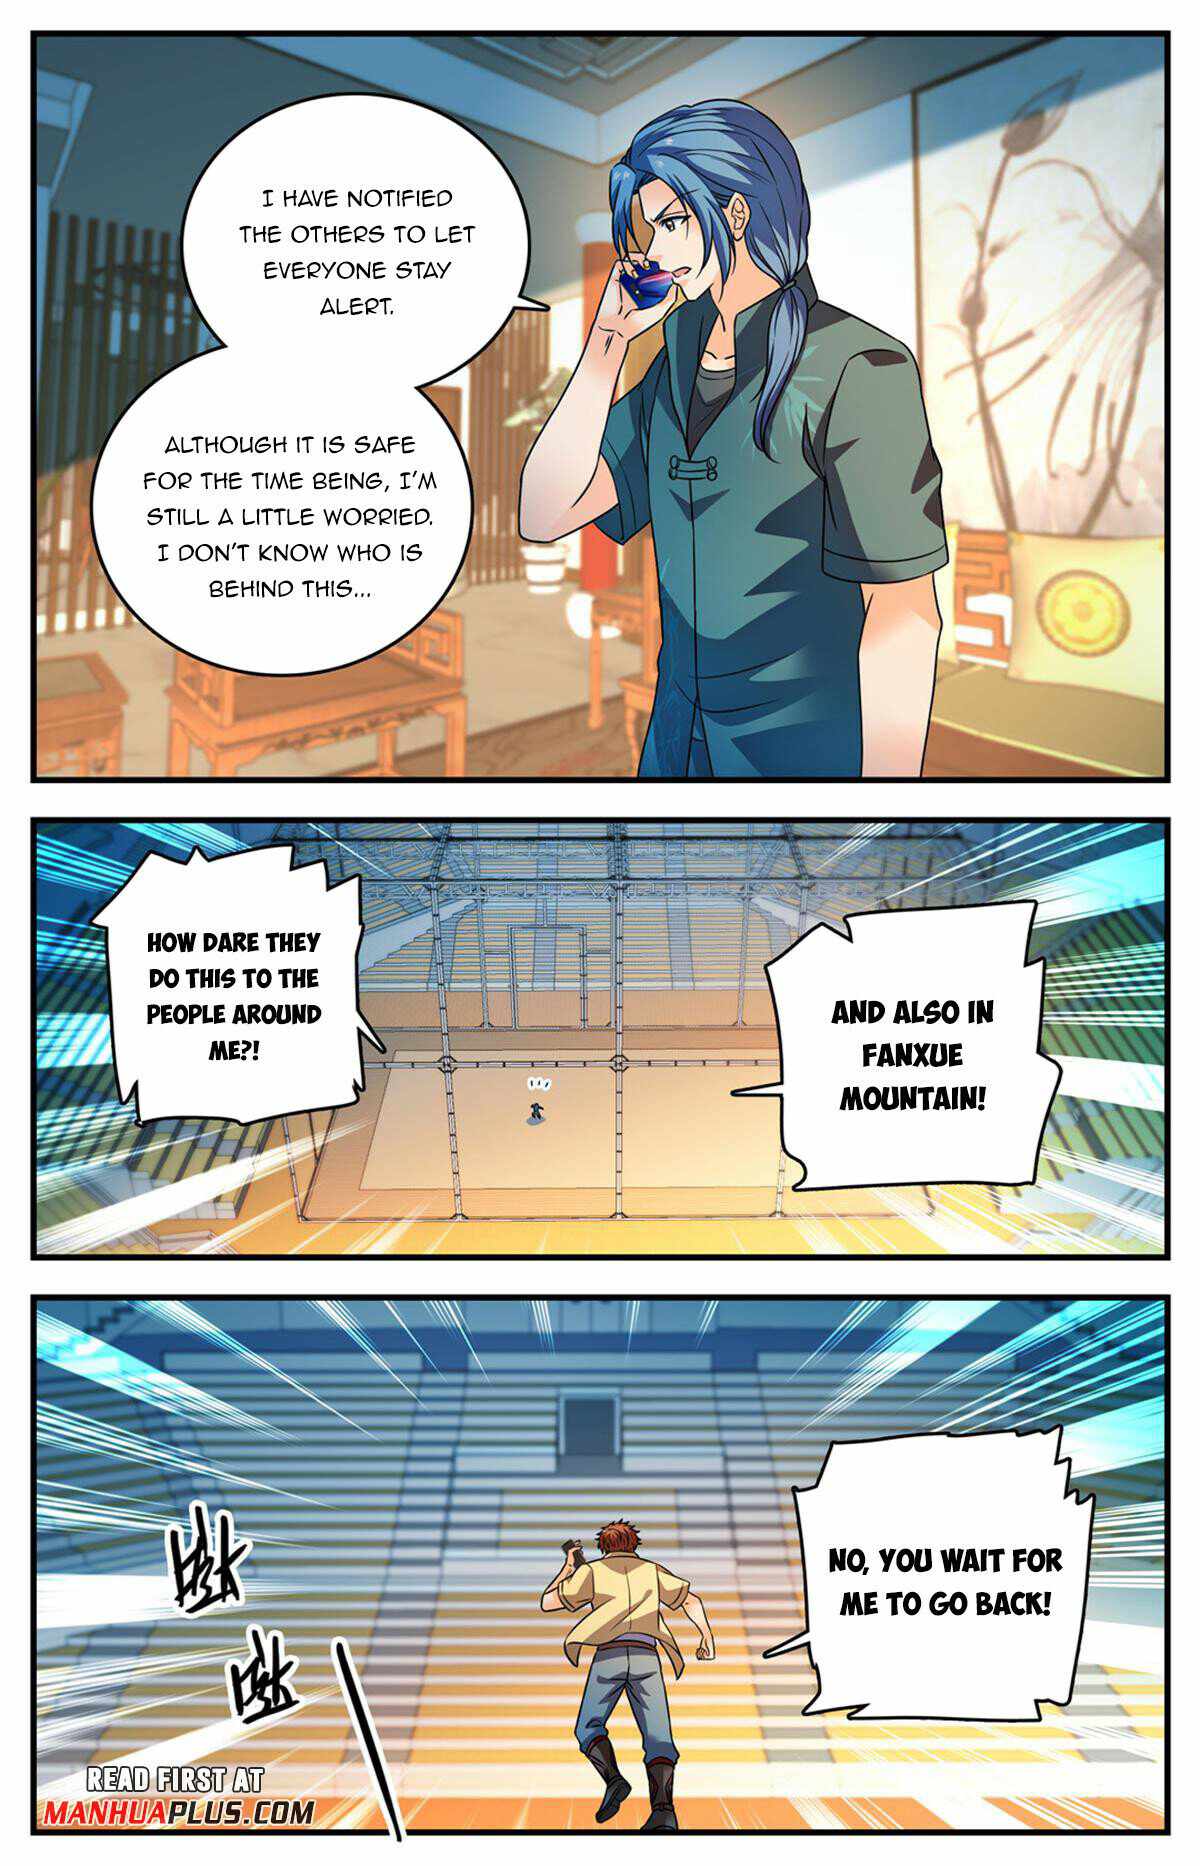 I HAVE NOTIFIED
THE OTHERS TO LET
EVERYONE STAY
ALERT.
ALTHOUGH IT IS SAFE
FOR THE TIME BEING, I'M
STILL A LITTLE WORRIED.
I DON'T KNOW WHO IS
BEHIND THIS...
HOW DARE THEY
DO THIS TO THE
PEOPLE AROUND
ME?!
AND ALSO IN
FANXUE
MOUNTAIN!
NO, YOU WAIT FOR
ME TO GO BACK!
READ FIRST AT
MANHUAPLUS.COM